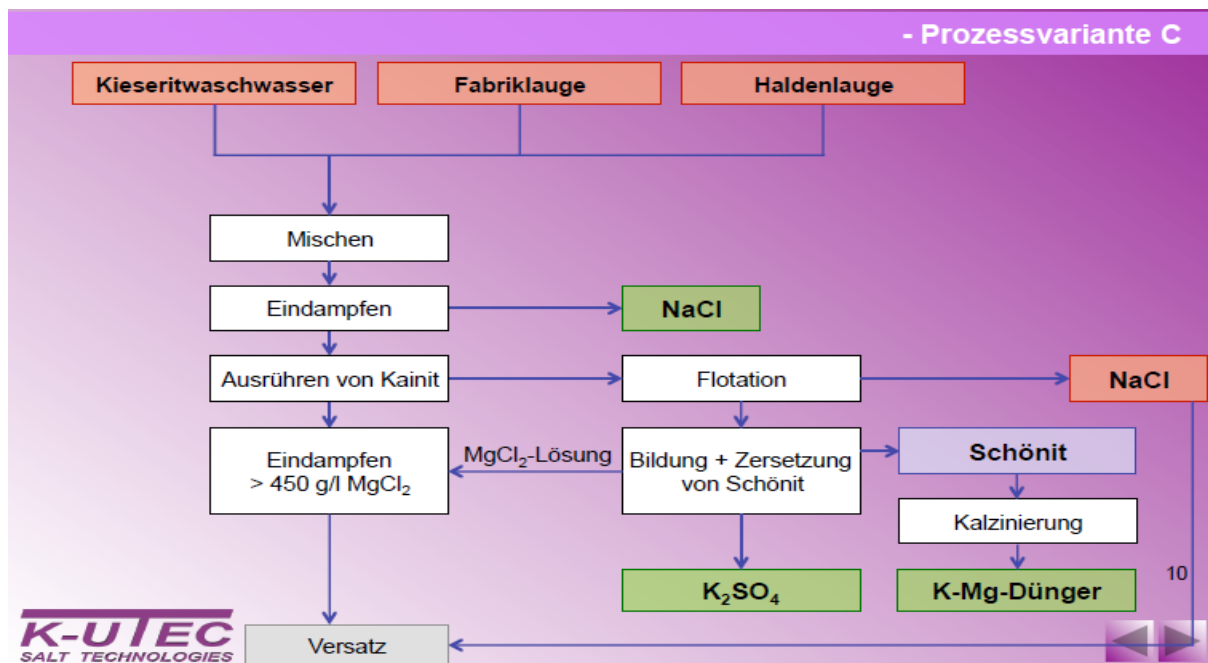 - Prozessvariante C
Kieseritwaschwasser
Fabriklauge
Haldenlauge
Mischen
Eindampfen
NaCl
Ausrühren von Kainit
Flotation
NaCl
Eindampfen
> 450 g/l MgCl₂
MgCl₂-Lösung
Bildung + Zersetzung
von Schönit
Schönit
Kalzinierung
K₂SO₄
K-Mg-Dünger
10
Versatz
K-UTEC
SALT TECHNOLOGIES